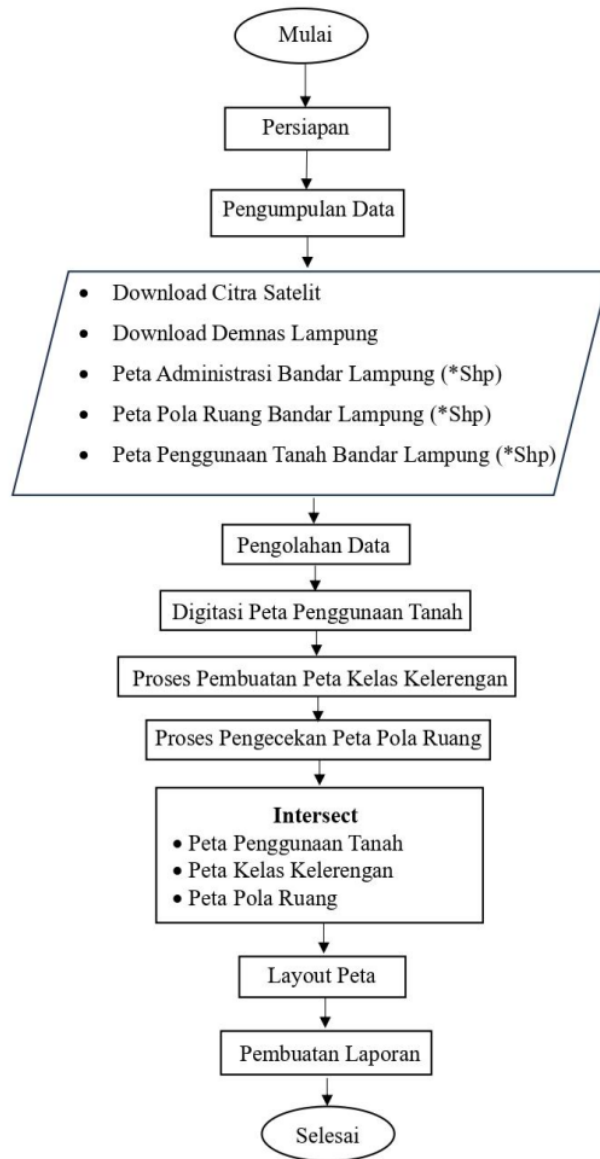 Mulai
Persiapan
Pengumpulan Data
• Download Citra Satelit
• Download Demnas Lampung
• Peta Administrasi Bandar Lampung (*Shp)
• Peta Pola Ruang Bandar Lampung (*Shp)
• Peta Penggunaan Tanah Bandar Lampung (*Shp)
Pengolahan Data
Digitasi Peta Penggunaan Tanah
Proses Pembuatan Peta Kelas Kelerengan
Proses Pengecekan Peta Pola Ruang
Intersect
• Peta Penggunaan Tanah
• Peta Kelas Kelerengan
• Peta Pola Ruang
Layout Peta
Pembuatan Laporan
Selesai